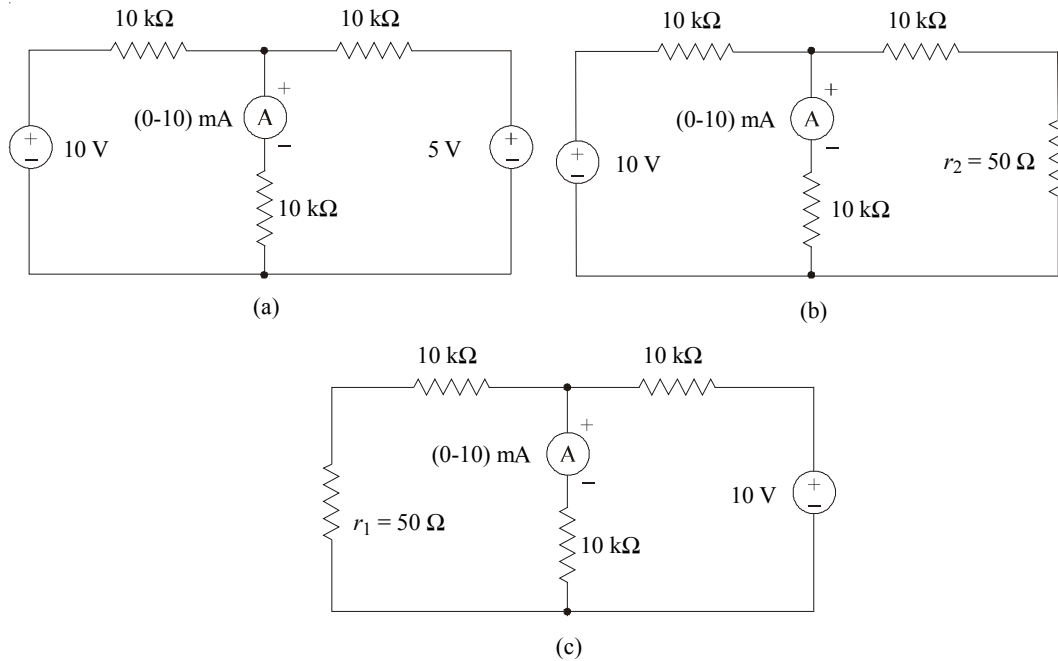 10 kΩ 10 kΩ
+
(0-10) mA A
−
+ − 10 V
5 V + −
10 kΩ
(a)
10 kΩ 10 kΩ
+
(0-10) mA A
−
+ − 10 V
r2 = 50 Ω
10 kΩ
(b)
10 kΩ 10 kΩ
+
(0-10) mA A
−
10 V + −
r1 = 50 Ω
10 kΩ
(c)